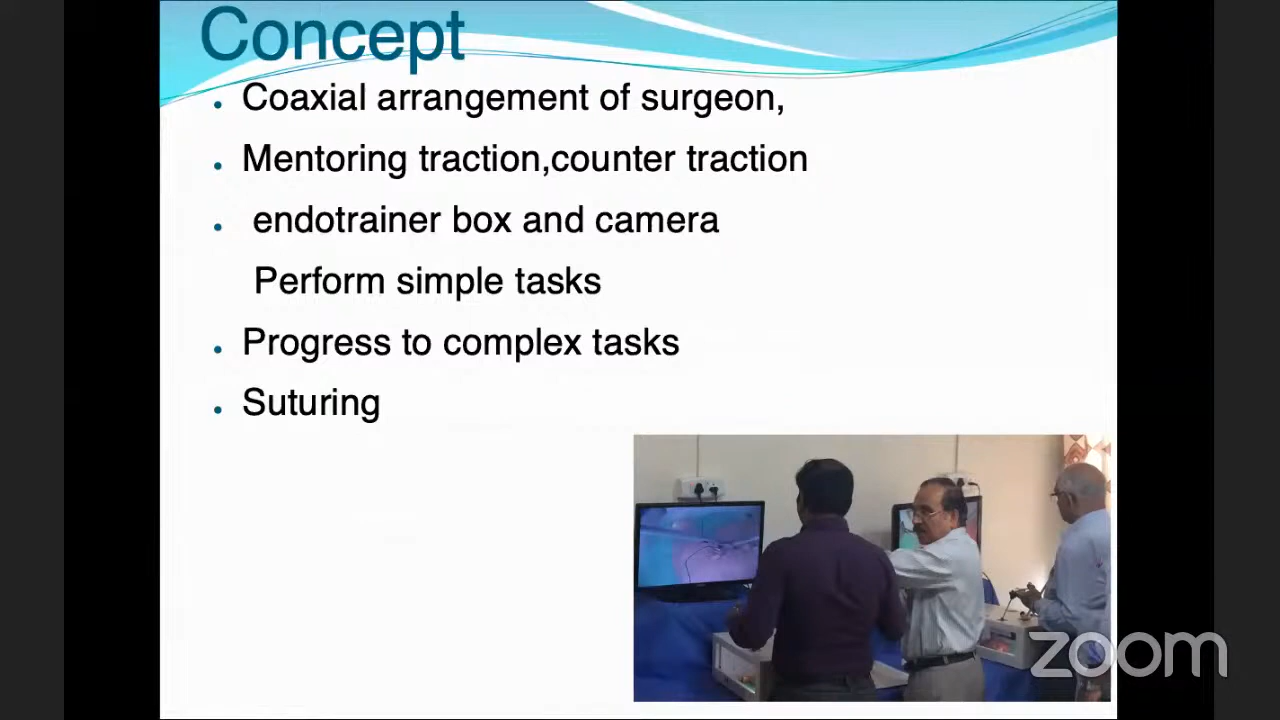 Concept
Coaxial arrangement of surgeon,
Mentoring traction,counter traction
endotrainer box and camera
Perform simple tasks
Progress to complex tasks
Suturing
zoom